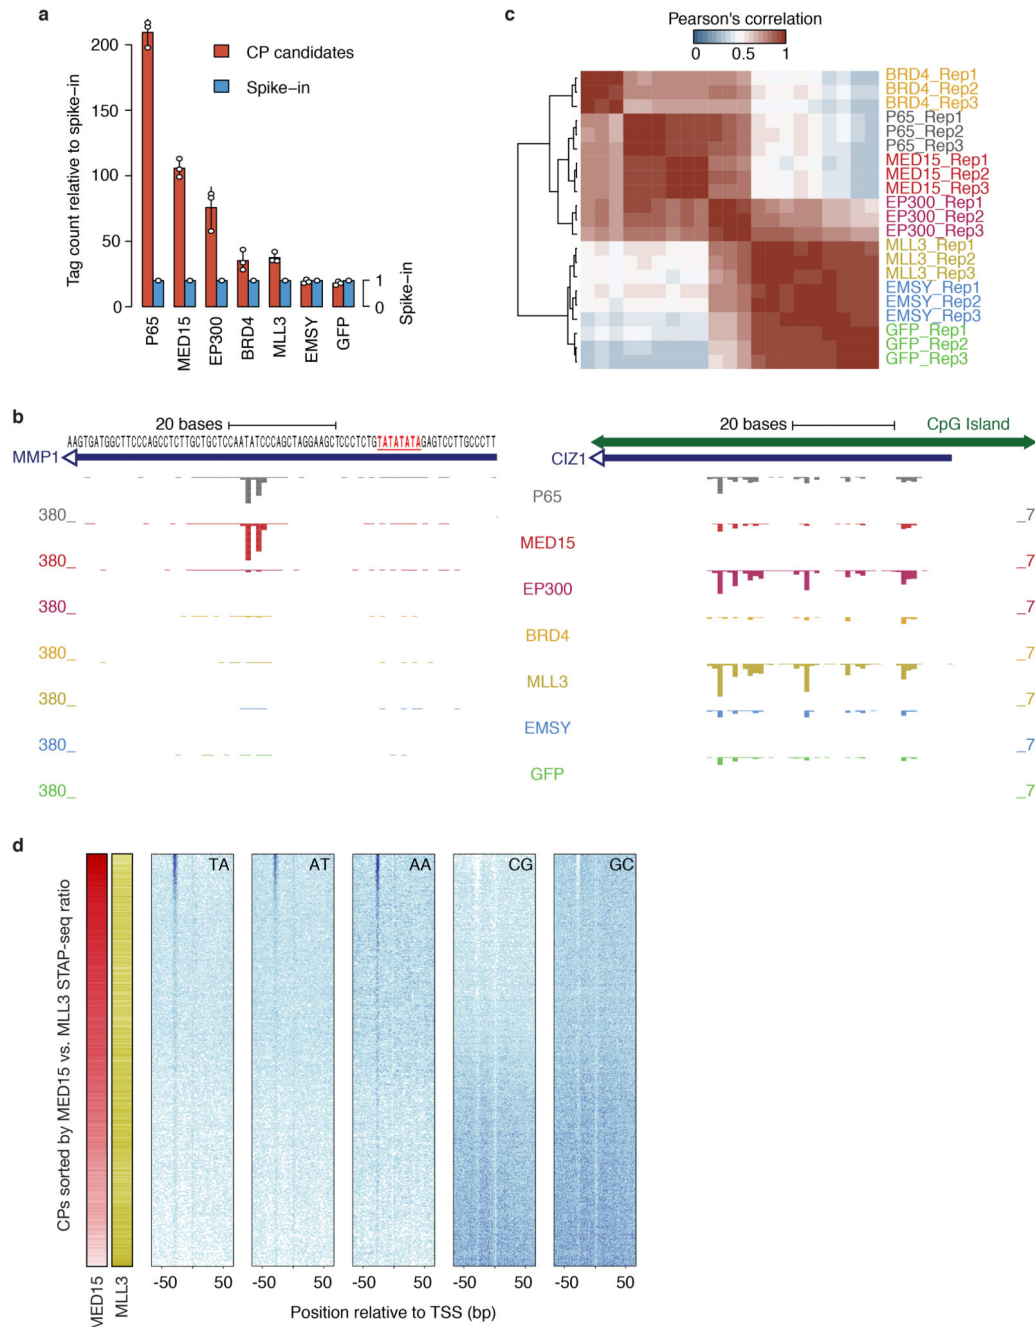 a
Tag count relative to spike-in
200
150
100
50
0
CP candidates
Spike-in
1
0
Spike-in
P65
MED15
EP300
BRD4
MLL3
EMSY
GFP
c
Pearson's correlation
0 0.5 1
BRD4_Rep1
BRD4_Rep2
BRD4_Rep3
P65_Rep1
P65_Rep2
P65_Rep3
MED15_Rep1
MED15_Rep2
MED15_Rep3
EP300_Rep1
EP300_Rep2
EP300_Rep3
MLL3_Rep1
MLL3_Rep2
MLL3_Rep3
EMSY_Rep1
EMSY_Rep2
EMSY_Rep3
GFP_Rep1
GFP_Rep2
GFP_Rep3
b
20 bases
AAGTGATGGCTTCCCAGCCTCTTGCTGCTCCAATATCCCAGCTAGGAAGCTCCCTCTGTATATATAGAGTCCTTGCCCTT
MMP1
20 bases
CpG Island
CIZ1
P65
380_
_7
MED15
380_
_7
EP300
380_
_7
BRD4
380_
_7
MLL3
380_
_7
EMSY
380_
_7
GFP
380_
_7
d
CPs sorted by MED15 vs. MLL3 STAP-seq ratio
MED15
MLL3
TA
AT
AA
CG
GC
-50 50
-50 50
-50 50
-50 50
-50 50
Position relative to TSS (bp)